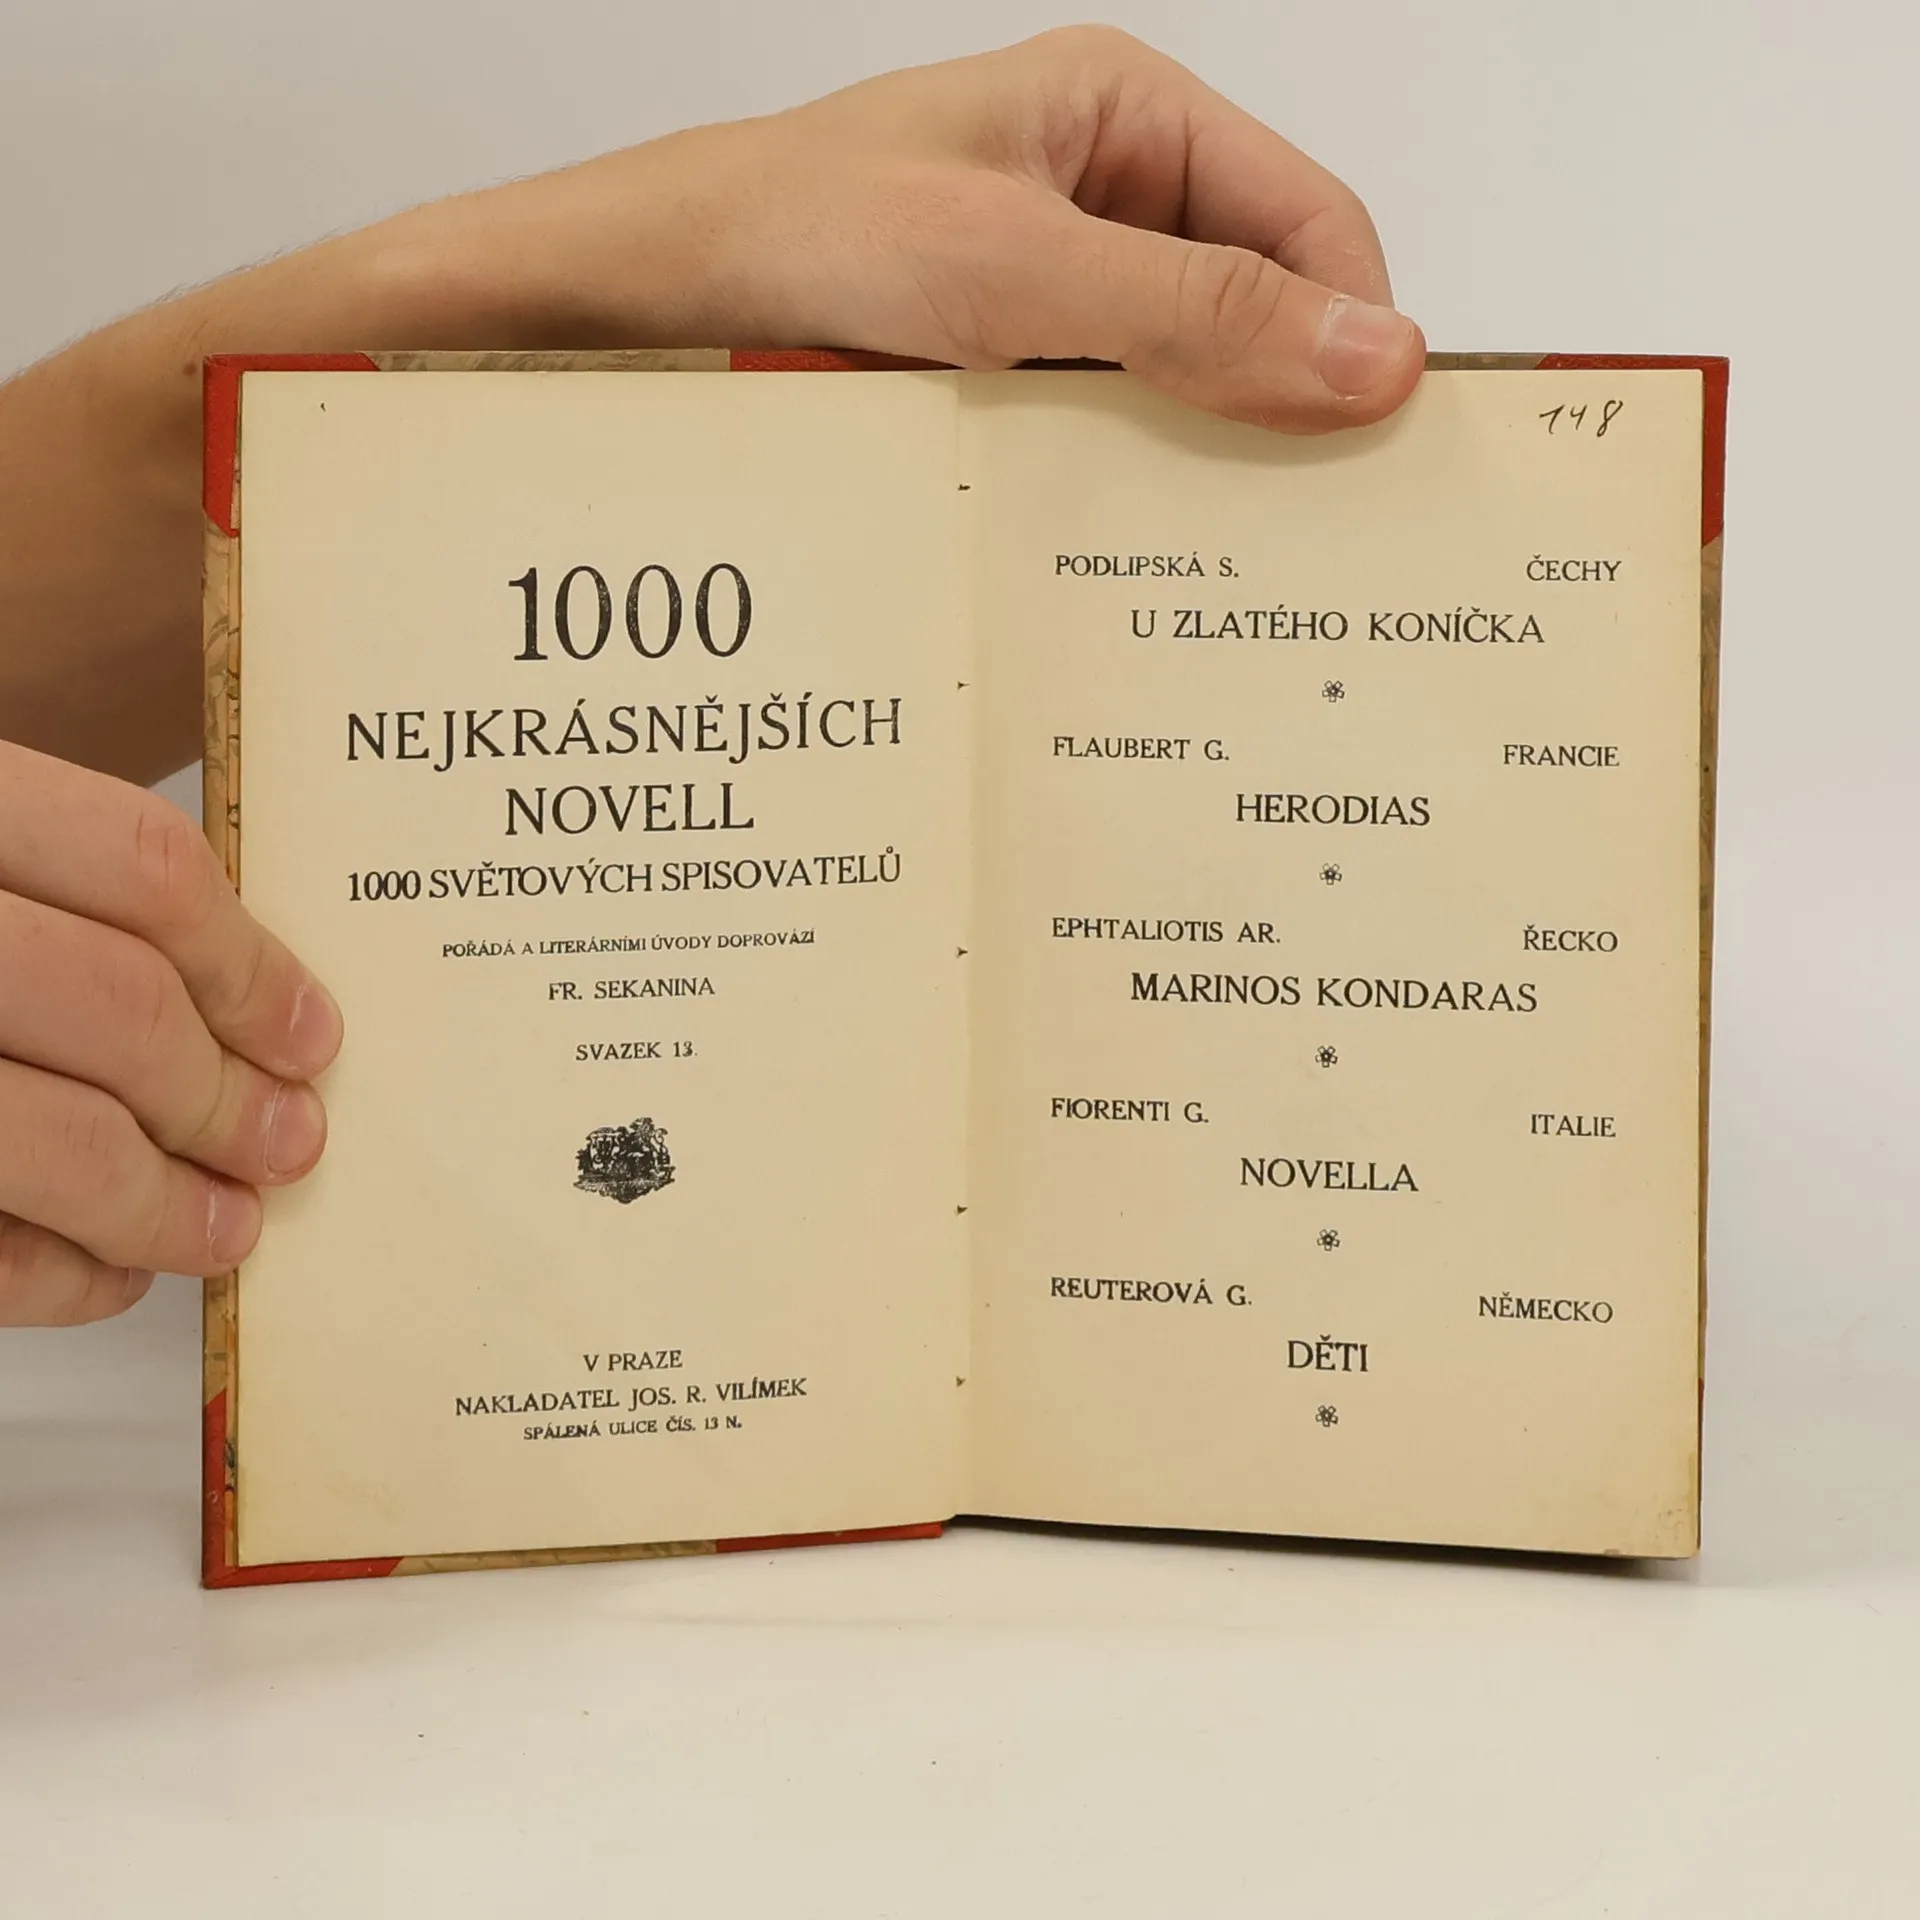 1000
NEJKRÁSNĚJŠÍCH
NOVELL
1000 SVĚTOVÝCH SPISOVATELŮ
POŘÁDÁ A LITERÁRNÍMI ÚVODY DOPROVÁZÍ
FR. SEKANINA
SVAZEK 13.
V PRAZE
NAKLADATEL JOS. R. VILÍMEK
SPÁLENÁ ULICE ČÍS. 13 N.
148
PODLIPSKÁ S. ČECHY
U ZLATÉHO KONÍČKA
FLAUBERT G. FRANCIE
HERODIAS
EPHTALIOTIS AR. ŘECKO
MARINOS KONDARAS
FIORENTI G. ITALIE
NOVELLA
REUTEROVÁ G. NĚMECKO
DĚTI